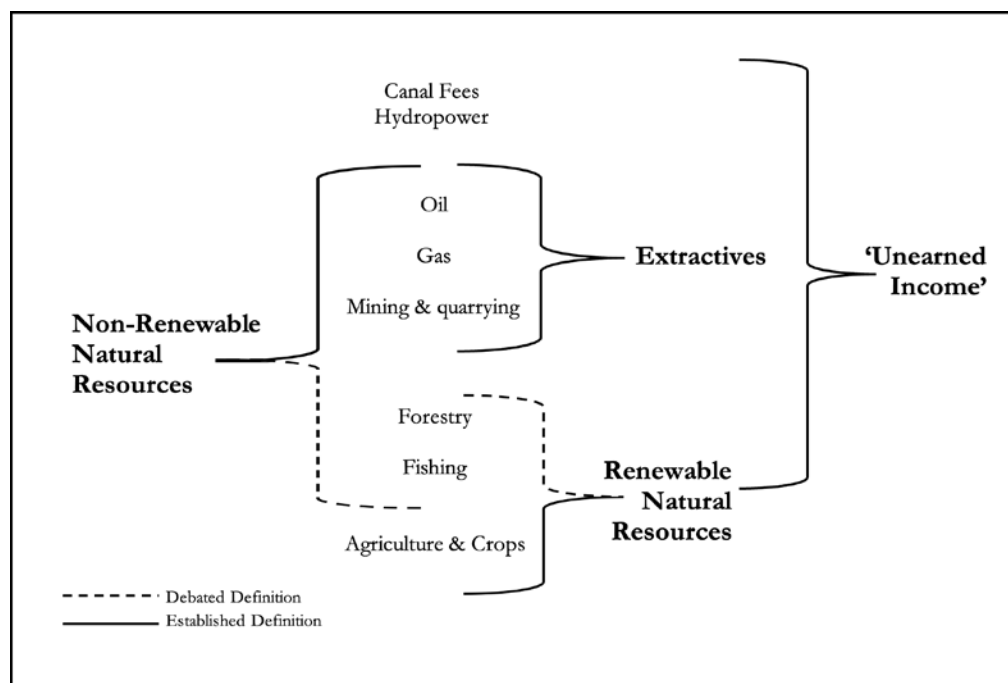 Canal Fees
Hydropower
Oil
Gas
Mining & quarrying
Extractives
‘Unearned
Income’
Non-Renewable
Natural
Resources
Forestry
Fishing
Renewable
Natural
Resources
Agriculture & Crops
Debated Definition
Established Definition